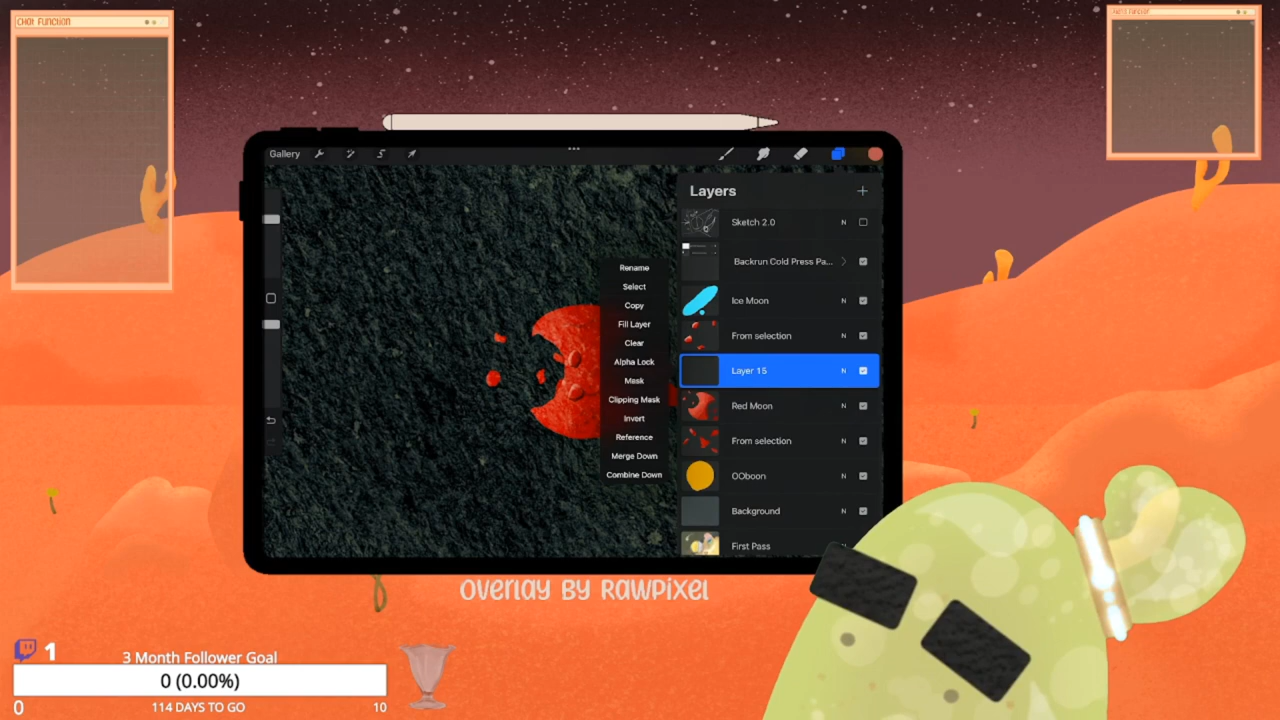 CHAT FUNCTION
Gallery
Layers
Sketch 2.0
N
Backrun Cold Press Pa...
Ice Moon
N
From selection
N
Layer 15
N
Red Moon
N
From selection
N
OOboon
N
Background
N
First Pass
Rename
Select
Copy
Fill Layer
Clear
Alpha Lock
Mask
Clipping Mask
Invert
Reference
Merge Down
Combine Down
OVERLAY BY RAWPIXEL
1
3 Month Follower Goal
0 (0.00%)
0
114 DAYS TO GO
10